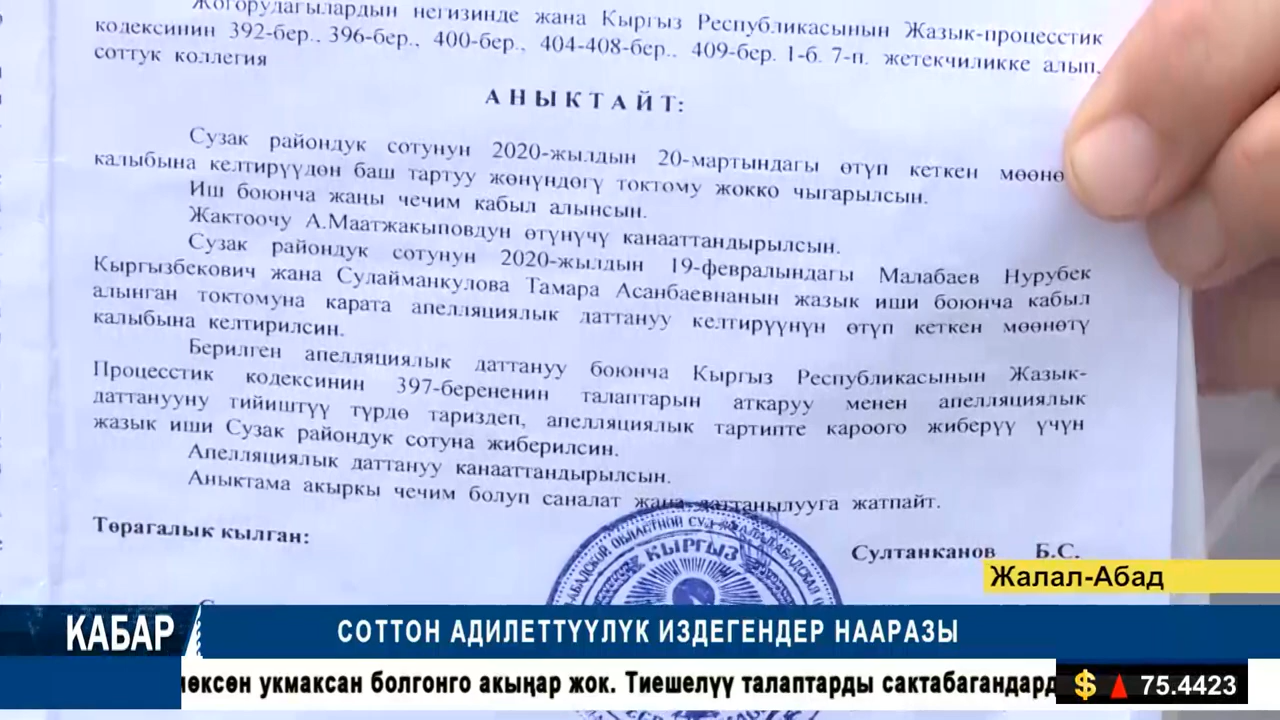 Жогорудагылардын негизинде жана Кыргыз Республикасынын Жазык-процесстик
кодексинин 392-бер., 396-бер., 400-бер., 404-408-бер.. 409-бер. 1-б. 7-п. жетекчиликке алып,
соттук коллегия
А Н Ы К Т А Й Т:
Сузак райондук сотунун 2020-жылдын 20-мартындагы өтүп кеткен
калыбына келтирүүдөн баш тартуу жөнүндөгү токтому жокко чыгарылсын.
Иш боюнча жаңы чечим кабыл алынсын.
Жактоочу А.Маатжакыповдун өтүнүчү канааттандырылсын.
Сузак райондук сотунун 2020-жылдын 19-февралындагы Малабаев Нурубек
Кыргызбекович жана Сулайманкулова Тамара Асанбаевнанын жазык иши боюнча кабыл
алынган токтомуна карата апелляциялык даттануу келтирүүнүн өтүп кеткен мөөнөтү
калыбына келтирилсин.
Берилген апелляциялык даттануу боюнча Кыргыз Республикасынын Жазык-
Процесстик кодексинин 397-беренинин талаптарын аткаруу менен апелляциялык
даттанууну тийиштүү түрдө тариздеп, апелляциялык тартипте кароого жиберүү үчүн
жазык иши Сузак райондук сотуна жиберилсин.
Апелляциялык даттануу канааттандырылсын.
Аныктама акыркы чечим болуп саналат жана даттанылууга жатпайт.
Төрагалык кылган:
Султанканов Б.С.
КЫРГЫЗ
Жалал-Абад
КАБАР
СОТТОН АДИЛЕТТҮҮЛҮК ИЗДЕГЕНДЕР НААРАЗЫ
укмаксан болгонго акыңар жок. Тиешелүү талаптарды
$ ▲ 75.4423